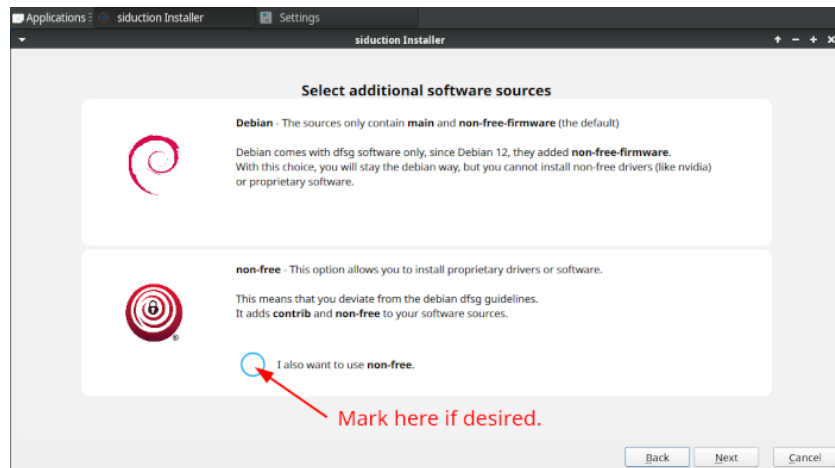 Applications
siduction Installer
Settings
siduction Installer
Select additional software sources
Debian - The sources only contain main and non-free-firmware (the default)
Debian comes with dfsg software only, since Debian 12, they added non-free-firmware.
With this choice, you will stay the debian way, but you cannot install non-free drivers (like nvidia)
or proprietary software.
non-free - This option allows you to install proprietary drivers or software.
This means that you deviate from the debian dfsg guidelines.
It adds contrib and non-free to your software sources.
®
I also want to use non-free.
Mark here if desired.
Back
Next
Cancel